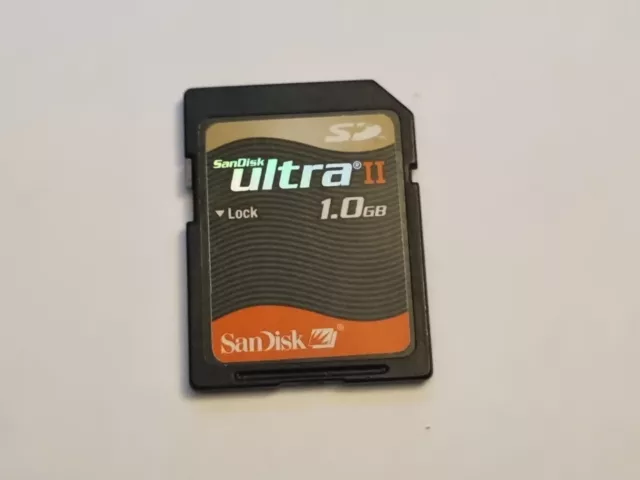 SD
SanDisk
ultra® II
▼ Lock
1.0GB
SanDisk®